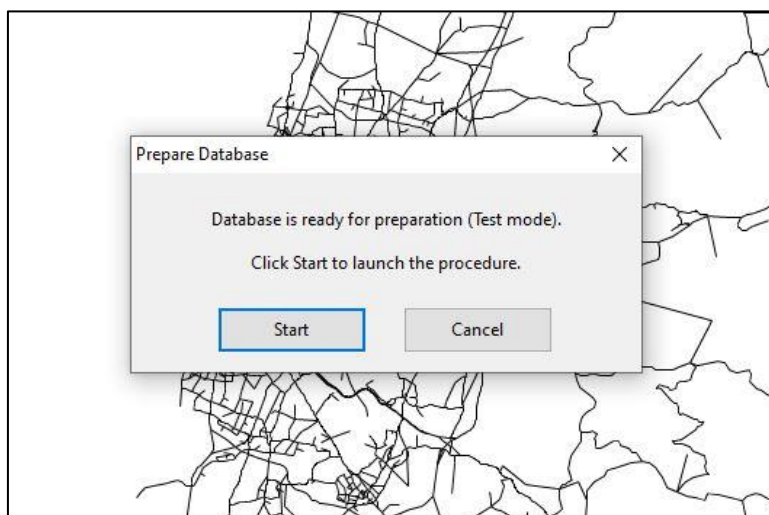 Prepare Database
Database is ready for preparation (Test mode).
Click Start to launch the procedure.
Start
Cancel